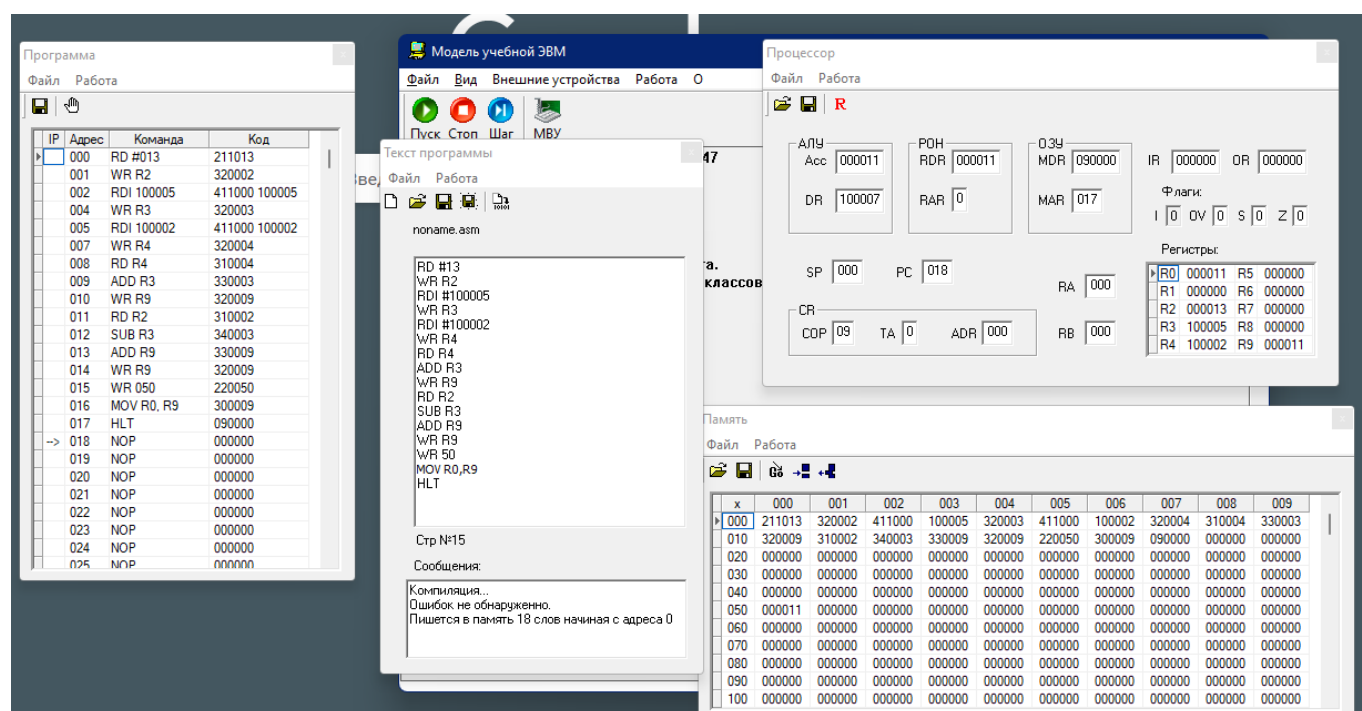 Программа
Файл Работа
IP Адрес Команда Код
000 RD #013 211013
001 WR R2 320002
002 RDI 100005 411000 100005
004 WR R3 320003
005 RDI 100002 411000 100002
007 WR R4 320004
008 RD R4 310004
009 ADD R3 330003
010 WR R9 320009
011 RD R2 310002
012 SUB R3 340003
013 ADD R9 330009
014 WR R9 320009
015 WR 050 220050
016 MOV R0, R9 300009
017 HLT 090000
--> 018 NOP 000000
019 NOP 000000
020 NOP 000000
021 NOP 000000
022 NOP 000000
023 NOP 000000
024 NOP 000000
025 NOP 000000
Модель учебной ЭВМ
Файл Вид Внешние устройства Работа О
Пуск Стоп Шаг МВУ
47
та.
классов
Текст программы
Файл Работа
noname.asm
RD #13
WR R2
RDI #100005
WR R3
RDI #100002
WR R4
RD R4
ADD R3
WR R9
RD R2
SUB R3
ADD R9
WR R9
WR 50
MOV R0,R9
HLT
Стр №15
Сообщения:
Компиляция...
Ошибок не обнаруженно.
Пишется в память 18 слов начиная с адреса 0
Процессор
Файл Работа
R
АЛУ РОН ОЗУ
Acc 000011 RDR 000011 MDR 090000 IR 000000 OR 000000
DR 100007 RAR 0 MAR 017
Флаги:
I 0 OV 0 S 0 Z 0
Регистры:
SP 000 PC 018 RA 000
CR
COP 09 TA 0 ADR 000 RB 000
R0 000011 R5 000000
R1 000000 R6 000000
R2 000013 R7 000000
R3 100005 R8 000000
R4 100002 R9 000011
Память
Файл Работа
Go
x 000 001 002 003 004 005 006 007 008 009
000 211013 320002 411000 100005 320003 411000 100002 320004 310004 330003
010 320009 310002 340003 330009 320009 220050 300009 090000 000000 000000
020 000000 000000 000000 000000 000000 000000 000000 000000 000000 000000
030 000000 000000 000000 000000 000000 000000 000000 000000 000000 000000
040 000000 000000 000000 000000 000000 000000 000000 000000 000000 000000
050 000011 000000 000000 000000 000000 000000 000000 000000 000000 000000
060 000000 000000 000000 000000 000000 000000 000000 000000 000000 000000
070 000000 000000 000000 000000 000000 000000 000000 000000 000000 000000
080 000000 000000 000000 000000 000000 000000 000000 000000 000000 000000
090 000000 000000 000000 000000 000000 000000 000000 000000 000000 000000
100 000000 000000 000000 000000 000000 000000 000000 000000 000000 000000